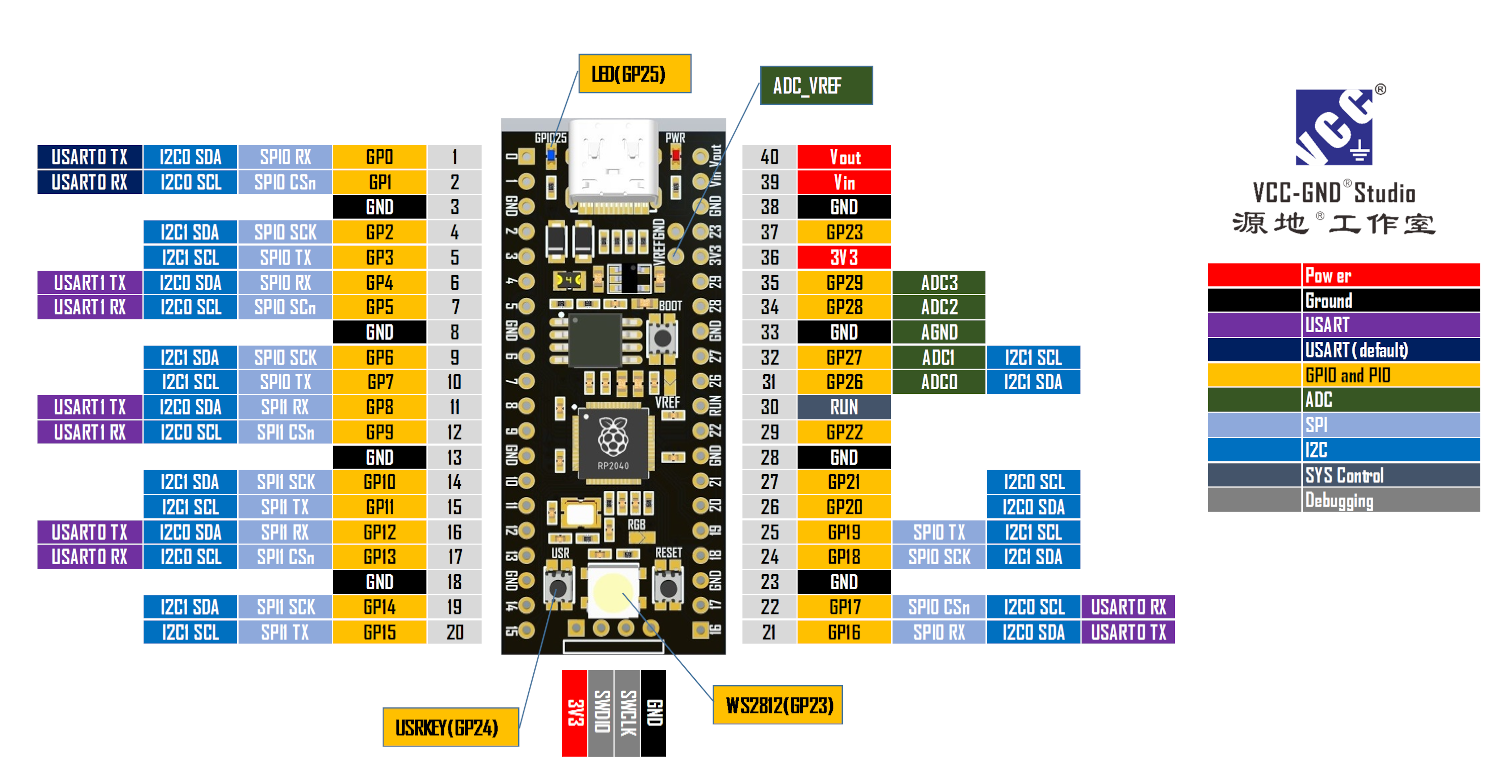 LED(GP25)
ADC_VREF
USART0 TX I2C0 SDA SPI0 RX GP0 1
USART0 RX I2C0 SCL SPI0 CSn GP1 2
GND 3
I2C1 SDA SPI0 SCK GP2 4
I2C1 SCL SPI0 TX GP3 5
USART1 TX I2C0 SDA SPI0 RX GP4 6
USART1 RX I2C0 SCL SPI0 SCn GP5 7
GND 8
I2C1 SDA SPI0 SCK GP6 9
I2C1 SCL SPI0 TX GP7 10
USART1 TX I2C0 SDA SPI1 RX GP8 11
USART1 RX I2C0 SCL SPI1 CSn GP9 12
GND 13
I2C1 SDA SPI1 SCK GP10 14
I2C1 SCL SPI1 TX GP11 15
USART0 TX I2C0 SDA SPI1 RX GP12 16
USART0 RX I2C0 SCL SPI1 CSn GP13 17
GND 18
I2C1 SDA SPI1 SCK GP14 19
I2C1 SCL SPI1 TX GP15 20
GPIO25 PWR
0 Vout
1 Vin
GND GND
2 23
VREF GND
3 3V3
4 29
4
5 28
BOOT
GND GND
6 27
7 26
VREF
8 RUN
9 22
GND GND
RP2040
10 21
11 20
RGB
12 19
USR RESET
13 18
GND GND
14 17
15 16
40 Vout
39 Vin
38 GND
37 GP23
36 3V3
35 GP29 ADC3
34 GP28 ADC2
33 GND AGND
32 GP27 ADC1 I2C1 SCL
31 GP26 ADC0 I2C1 SDA
30 RUN
29 GP22
28 GND
27 GP21 I2C0 SCL
26 GP20 I2C0 SDA
25 GP19 SPI0 TX I2C1 SCL
24 GP18 SPI0 SCK I2C1 SDA
23 GND
22 GP17 SPI0 CSn I2C0 SCL USART0 RX
21 GP16 SPI0 RX I2C0 SDA USART0 TX
3V3
SWDIO
SWCLK
GND
USRKEY(GP24)
WS2812(GP23)
VCC®
VCC-GND®Studio
源地®工作室
Power
Ground
USART
USART(default)
GPIO and PIO
ADC
SPI
I2C
SYS Control
Debugging